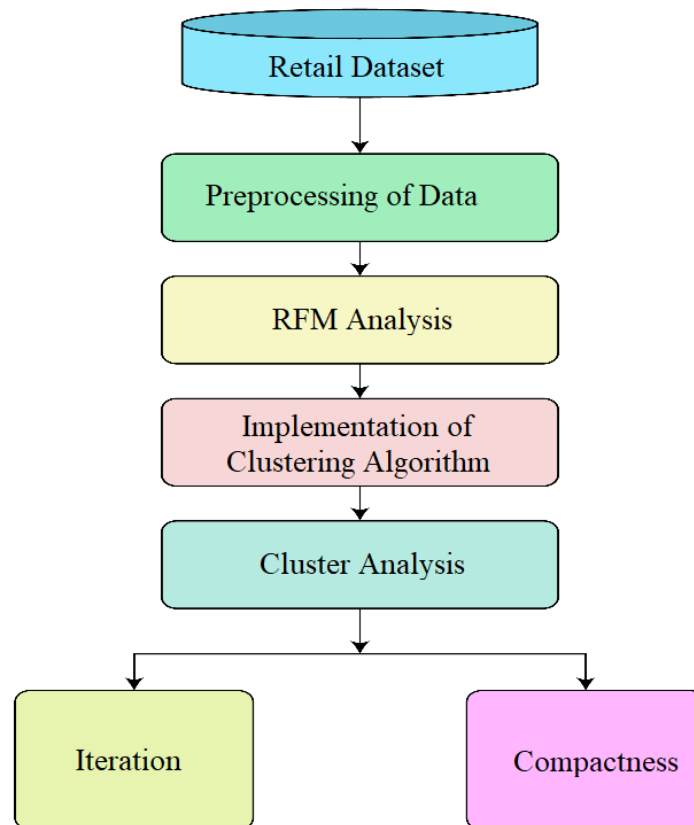 Retail Dataset
Preprocessing of Data
RFM Analysis
Implementation of
Clustering Algorithm
Cluster Analysis
Iteration
Compactness